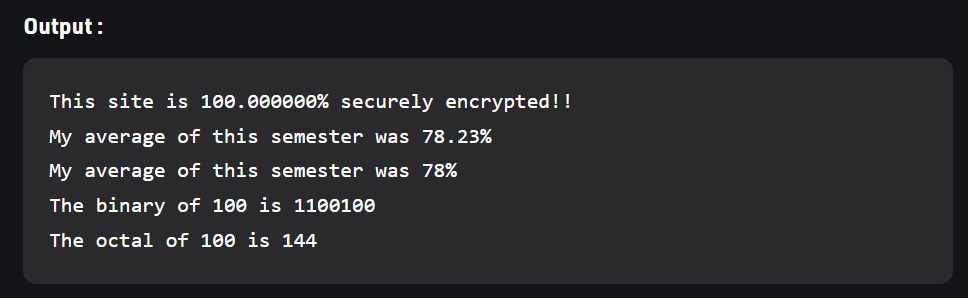 Output:
This site is 100.000000% securely encrypted!!
My average of this semester was 78.23%
My average of this semester was 78%
The binary of 100 is 1100100
The octal of 100 is 144